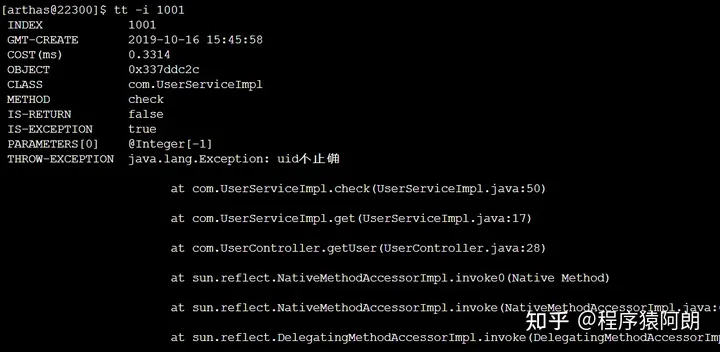 [arthas@22300]$ tt -i 1001
INDEX 1001
GMT-CREATE 2019-10-16 15:45:58
COST(ms) 0.3314
OBJECT 0x337ddc2c
CLASS com.UserServiceImpl
METHOD check
IS-RETURN false
IS-EXCEPTION true
PARAMETERS[0] @Integer[-1]
THROW-EXCEPTION java.lang.Exception: uid不止确
at com.UserServiceImpl.check(UserServiceImpl.java:50)
at com.UserServiceImpl.get(UserServiceImpl.java:17)
at com.UserController.getUser(UserController.java:28)
at sun.reflect.NativeMethodAccessorImpl.invoke0(Native Method)
at sun.reflect.NativeMethodAccessorImpl.invoke(NativeMethodAccessorImpl.java:
at sun.reflect.DelegatingMethodAccessorImpl.invoke(DelegatingMethodAccessorImpl
知乎 @程序猿阿朗